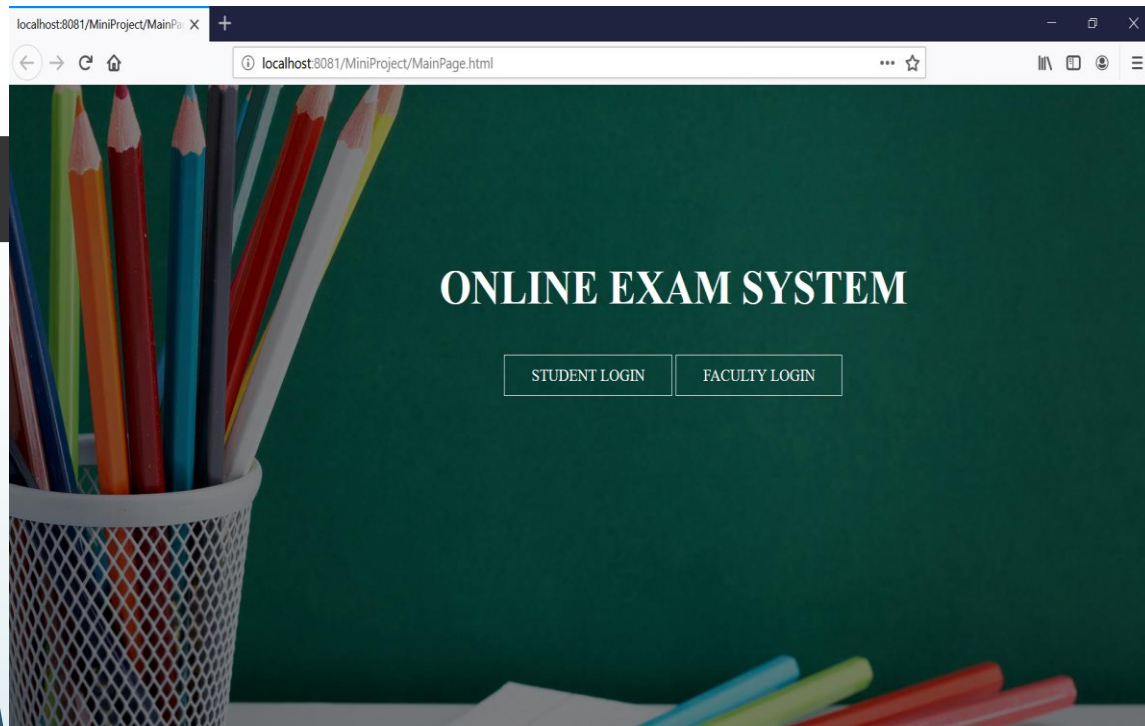 localhost:8081/MiniProject/MainPa
localhost:8081/MiniProject/MainPage.html
ONLINE EXAM SYSTEM
STUDENT LOGIN FACULTY LOGIN